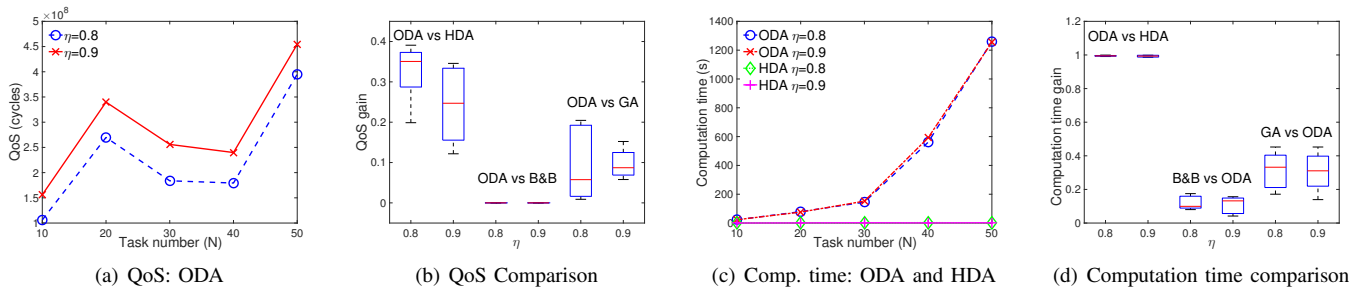 ×10^8
5
4.5
4
3.5
3
2.5
2
1.5
1
QoS (cycles)
η=0.8
η=0.9
10 20 30 40 50
Task number (N)
(a) QoS: ODA
0.4
0.3
0.2
0.1
0
QoS gain
ODA vs HDA
ODA vs B&B
ODA vs GA
0.8 0.9 0.8 0.9 0.8 0.9
η
(b) QoS Comparison
1400
1200
1000
800
600
400
200
0
Computation time (s)
ODA η=0.8
ODA η=0.9
HDA η=0.8
HDA η=0.9
10 20 30 40 50
Task number (N)
(c) Comp. time: ODA and HDA
1.2
1
0.8
0.6
0.4
0.2
0
Computation time gain
ODA vs HDA
B&B vs ODA
GA vs ODA
0.8 0.9 0.8 0.9 0.8 0.9
η
(d) Computation time comparison